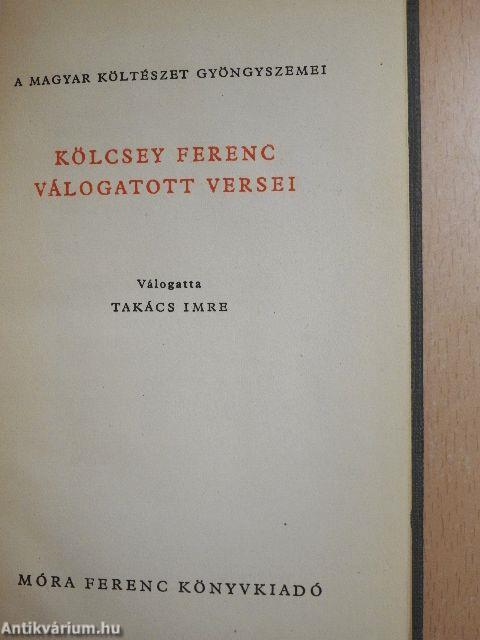 A MAGYAR KÖLTÉSZET GYÖNGYSZEMEI
KÖLCSEY FERENC
VÁLOGATOTT VERSEI
Válogatta
TAKÁCS IMRE
MÓRA FERENC KÖNYVKIADÓ
Antikvárium.hu